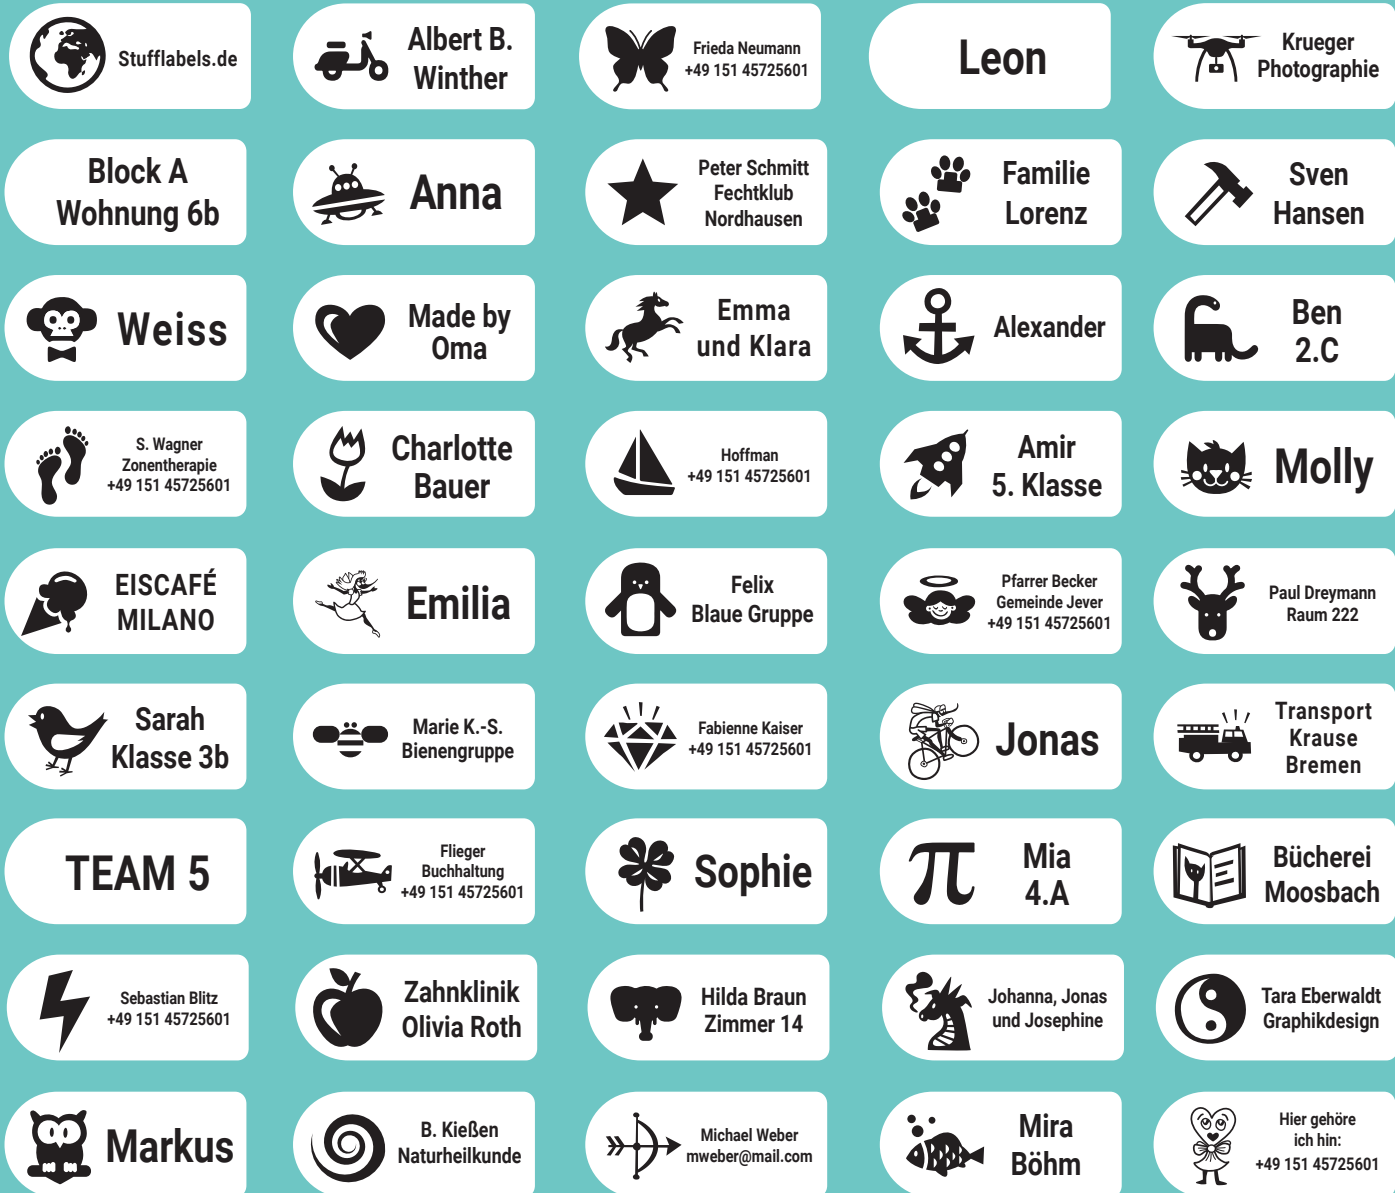 Stufflabels.de
Albert B.
Winther
Frieda Neumann
+49 151 45725601
Leon
Krueger
Photographie
Block A
Wohnung 6b
Anna
Peter Schmitt
Fechtklub
Nordhausen
Familie
Lorenz
Sven
Hansen
Weiss
Made by
Oma
Emma
und Klara
Alexander
Ben
2.C
S. Wagner
Zonentherapie
+49 151 45725601
Charlotte
Bauer
Hoffman
+49 151 45725601
Amir
5. Klasse
Molly
EISCAFÉ
MILANO
Emilia
Felix
Blaue Gruppe
Pfarrer Becker
Gemeinde Jever
+49 151 45725601
Paul Dreymann
Raum 222
Sarah
Klasse 3b
Marie K.-S.
Bienengruppe
Fabienne Kaiser
+49 151 45725601
Jonas
Transport
Krause
Bremen
TEAM 5
Flieger
Buchhaltung
+49 151 45725601
Sophie
π
Mia
4.A
Bücherei
Moosbach
Sebastian Blitz
+49 151 45725601
Zahnklinik
Olivia Roth
Hilda Braun
Zimmer 14
Johanna, Jonas
und Josephine
Tara Eberwaldt
Graphikdesign
Markus
B. Kießen
Naturheilkunde
Michael Weber
mweber@mail.com
Mira
Böhm
Hier gehöre
ich hin:
+49 151 45725601